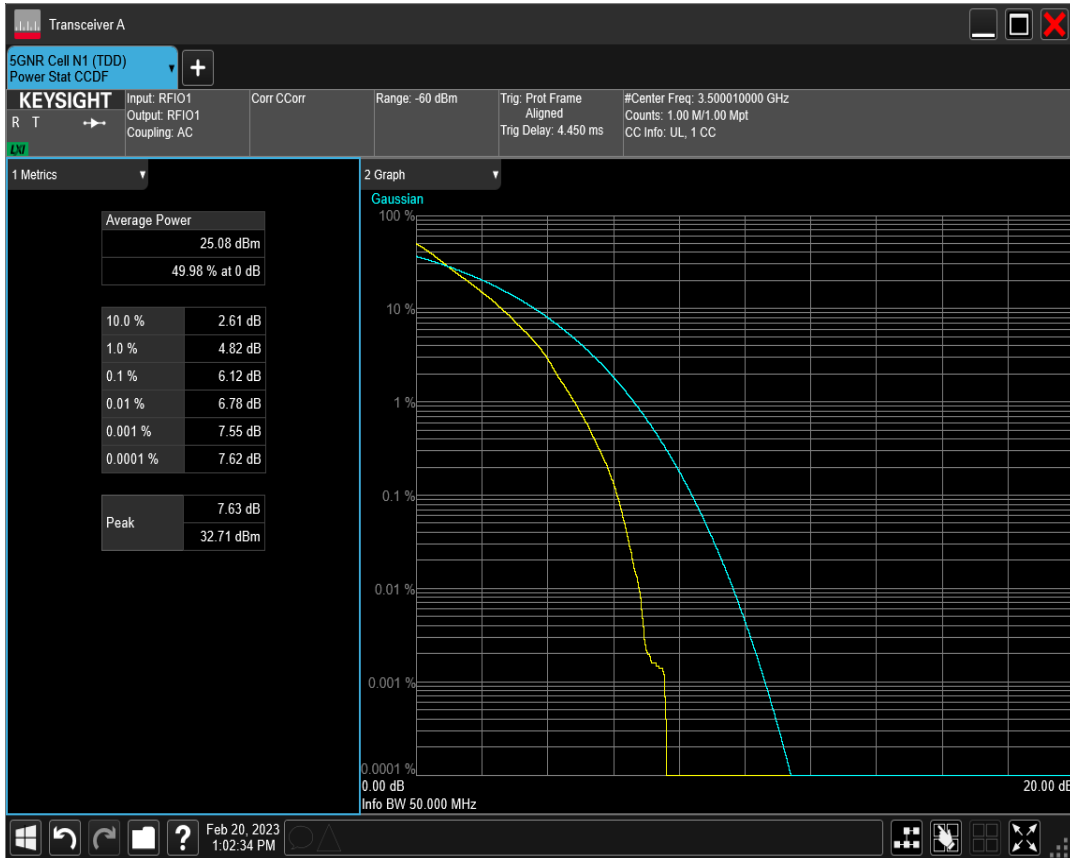 Transceiver A
5GNR Cell N1 (TDD)
Power Stat CCDF
+
KEYSIGHT
R T
LXI
Input: RFIO1
Output: RFIO1
Coupling: AC
Corr CCorr
Range: -60 dBm
Trig: Prot Frame
Aligned
Trig Delay: 4.450 ms
#Center Freq: 3.500010000 GHz
Counts: 1.00 M/1.00 Mpt
CC Info: UL, 1 CC
1 Metrics
Average Power
25.08 dBm
49.98 % at 0 dB
10.0 % 2.61 dB
1.0 % 4.82 dB
0.1 % 6.12 dB
0.01 % 6.78 dB
0.001 % 7.55 dB
0.0001 % 7.62 dB
Peak
7.63 dB
32.71 dBm
2 Graph
Gaussian
100 %
10 %
1 %
0.1 %
0.01 %
0.001 %
0.0001 %
0.00 dB 20.00 dB
Info BW 50.000 MHz
?
Feb 20, 2023
1:02:34 PM